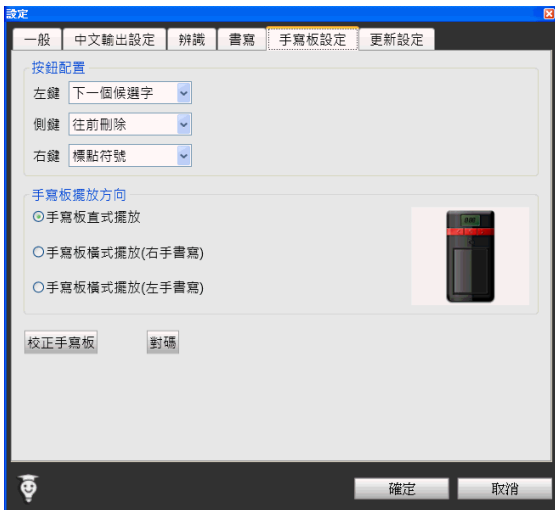 設定
一般 中文輸出設定 辨識 書寫 手寫板設定 更新設定
按鈕配置
左鍵 下一個候選字
側鍵 往前刪除
右鍵 標點符號
手寫板擺放方向
手寫板直式擺放
手寫板橫式擺放(右手書寫)
手寫板橫式擺放(左手書寫)
校正手寫板 對碼
確定 取消